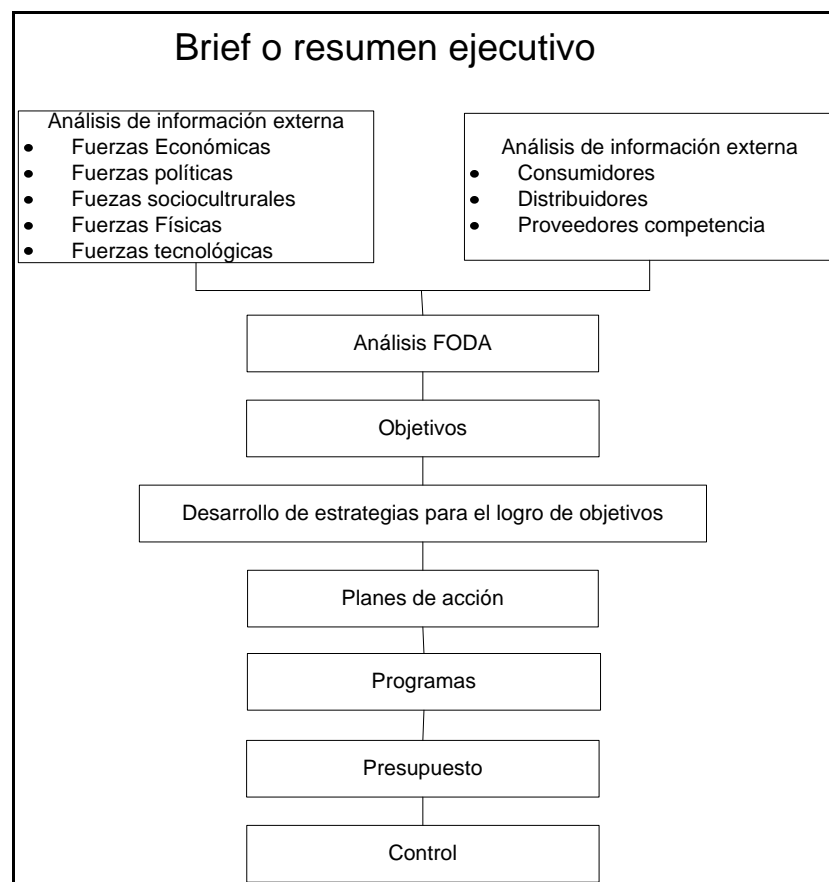 Brief o resumen ejecutivo
Análisis de información externa
• Fuerzas Económicas
• Fuerzas políticas
• Fuezas socioculturales
• Fuerzas Físicas
• Fuerzas tecnológicas
Análisis de información externa
• Consumidores
• Distribuidores
• Proveedores competencia
Análisis FODA
Objetivos
Desarrollo de estrategias para el logro de objetivos
Planes de acción
Programas
Presupuesto
Control